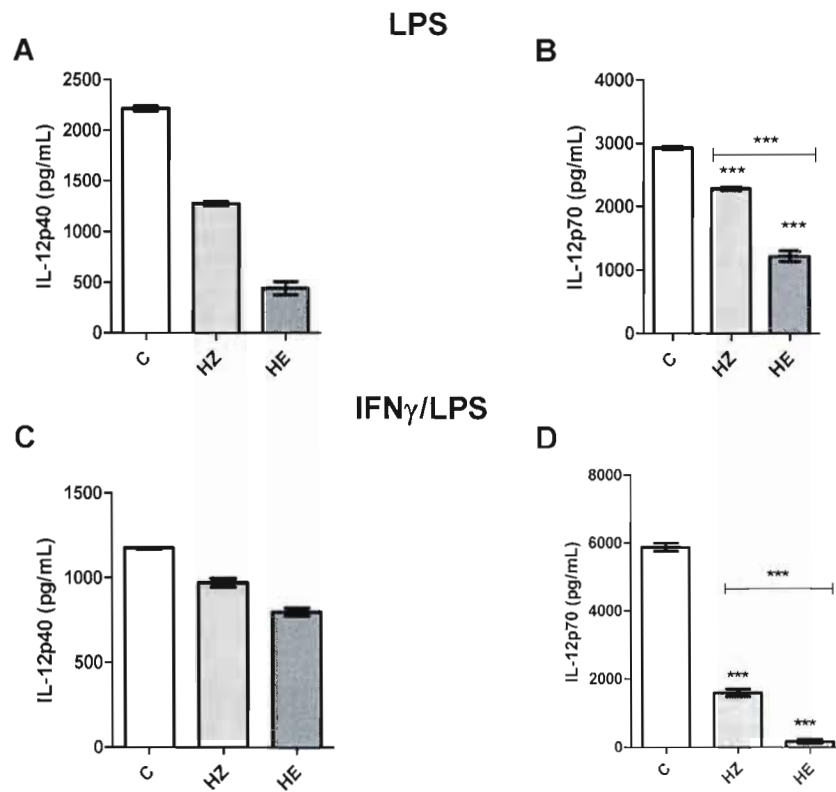 LPS
A
IL-12p40 (pg/mL)
2500
2000
1500
1000
500
0
C
HZ
HE
B
IL-12p70 (pg/mL)
4000
3000
2000
1000
0
***
***
***
C
HZ
HE
IFNγ/LPS
C
IL-12p40 (pg/mL)
1500
1000
500
0
C
HZ
HE
D
IL-12p70 (pg/mL)
8000
6000
4000
2000
0
***
***
***
C
HZ
HE